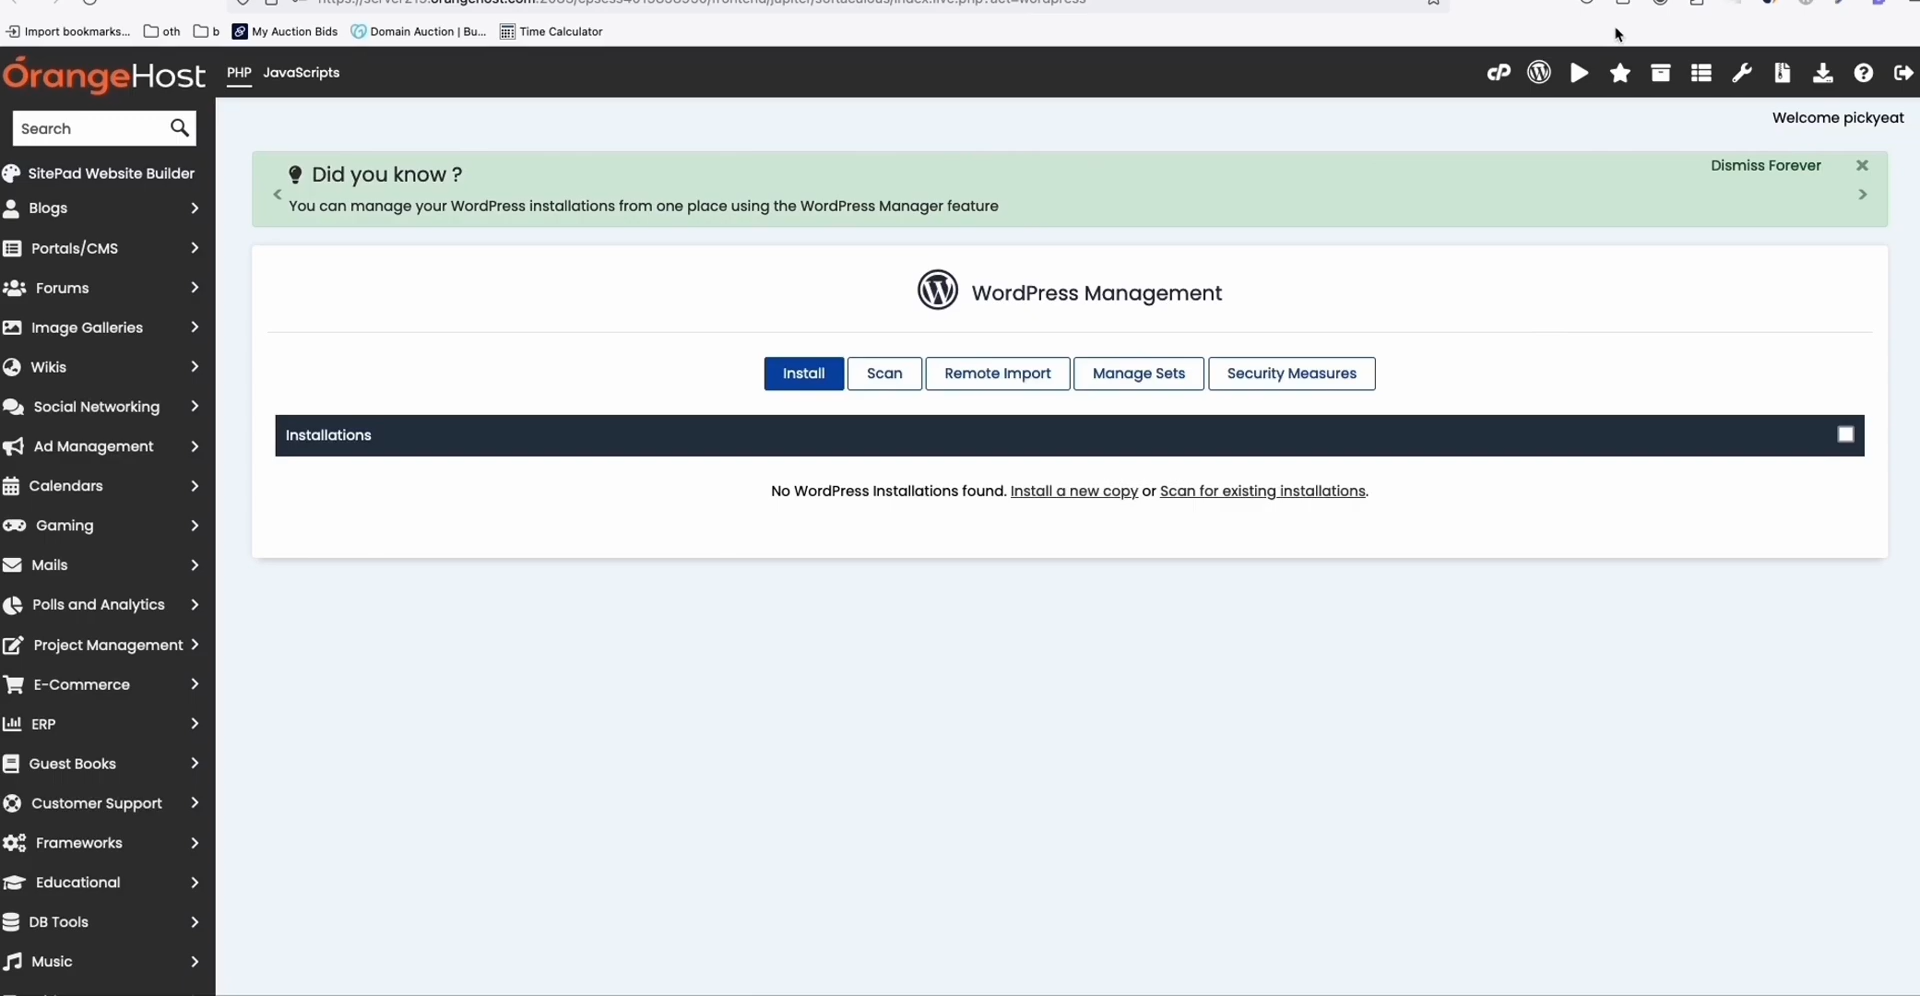 Import bookmarks...
oth
b
My Auction Bids
Domain Auction | Bu...
Time Calculator
OrangeHost
PHP
JavaScripts
cP
Search
Welcome pickyeat
SitePad Website Builder
Blogs
Portals/CMS
Forums
Image Galleries
Wikis
Social Networking
Ad Management
Calendars
Gaming
Mails
Polls and Analytics
Project Management
E-Commerce
ERP
Guest Books
Customer Support
Frameworks
Educational
DB Tools
Music
Did you know ?
Dismiss Forever
You can manage your WordPress installations from one place using the WordPress Manager feature
WordPress Management
Install
Scan
Remote Import
Manage Sets
Security Measures
Installations
No WordPress Installations found. Install a new copy or Scan for existing installations.